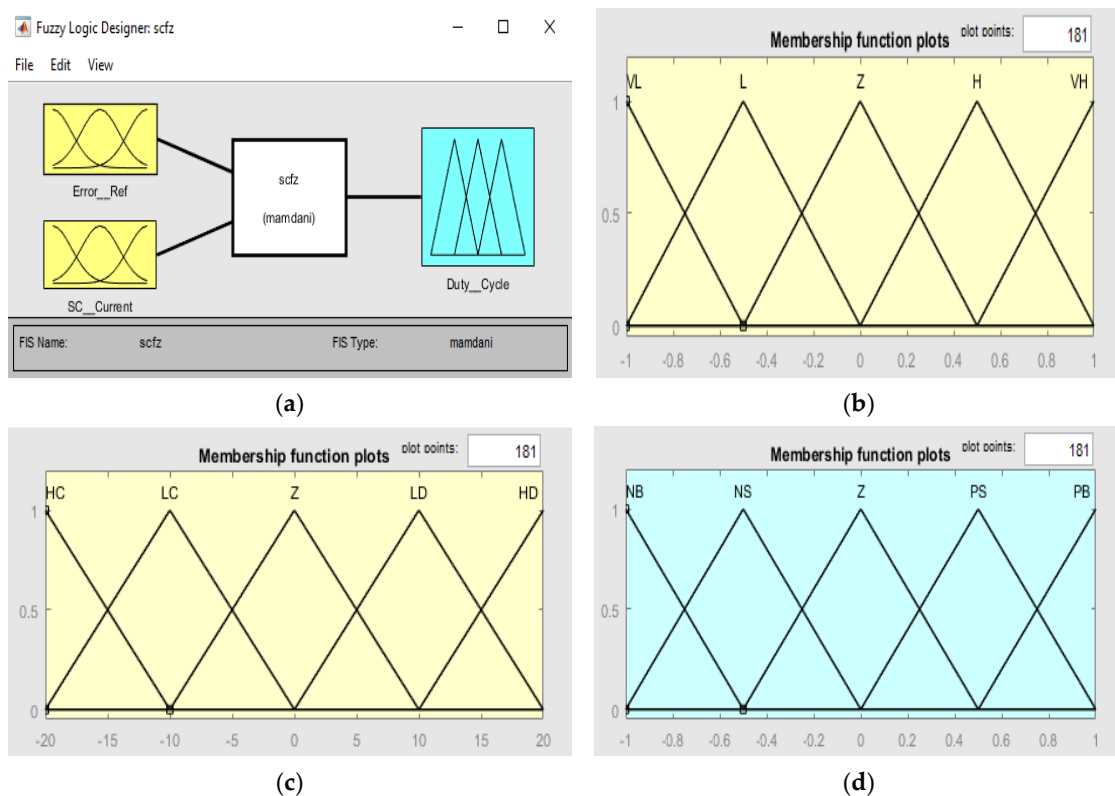 Fuzzy Logic Designer: scfz
File Edit View
Error__Ref
SC__Current
scfz
(mamdani)
Duty__Cycle
FIS Name: scfz FIS Type: mamdani
(a)
Membership function plots plot points: 181
VL L Z H VH
1
0.5
0
-1 -0.8 -0.6 -0.4 -0.2 0 0.2 0.4 0.6 0.8 1
(b)
Membership function plots plot points: 181
HC LC Z LD HD
1
0.5
0
-20 -15 -10 -5 0 5 10 15 20
(c)
Membership function plots plot points: 181
NB NS Z PS PB
1
0.5
0
-1 -0.8 -0.6 -0.4 -0.2 0 0.2 0.4 0.6 0.8 1
(d)